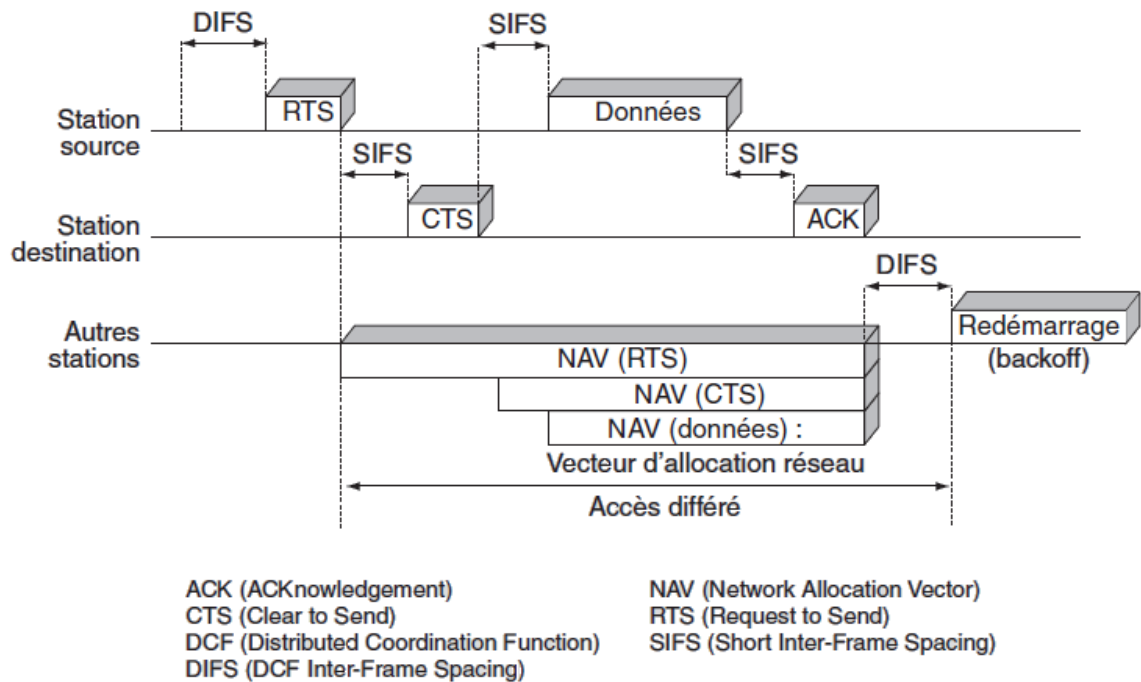 DIFS
SIFS
RTS
Données
Station
source
SIFS
SIFS
CTS
ACK
Station
destination
DIFS
Redémarrage
(backoff)
Autres
stations
NAV (RTS)
NAV (CTS)
NAV (données) :
Vecteur d'allocation réseau
Accès différé
ACK (ACKnowledgement)
CTS (Clear to Send)
DCF (Distributed Coordination Function)
DIFS (DCF Inter-Frame Spacing)
NAV (Network Allocation Vector)
RTS (Request to Send)
SIFS (Short Inter-Frame Spacing)